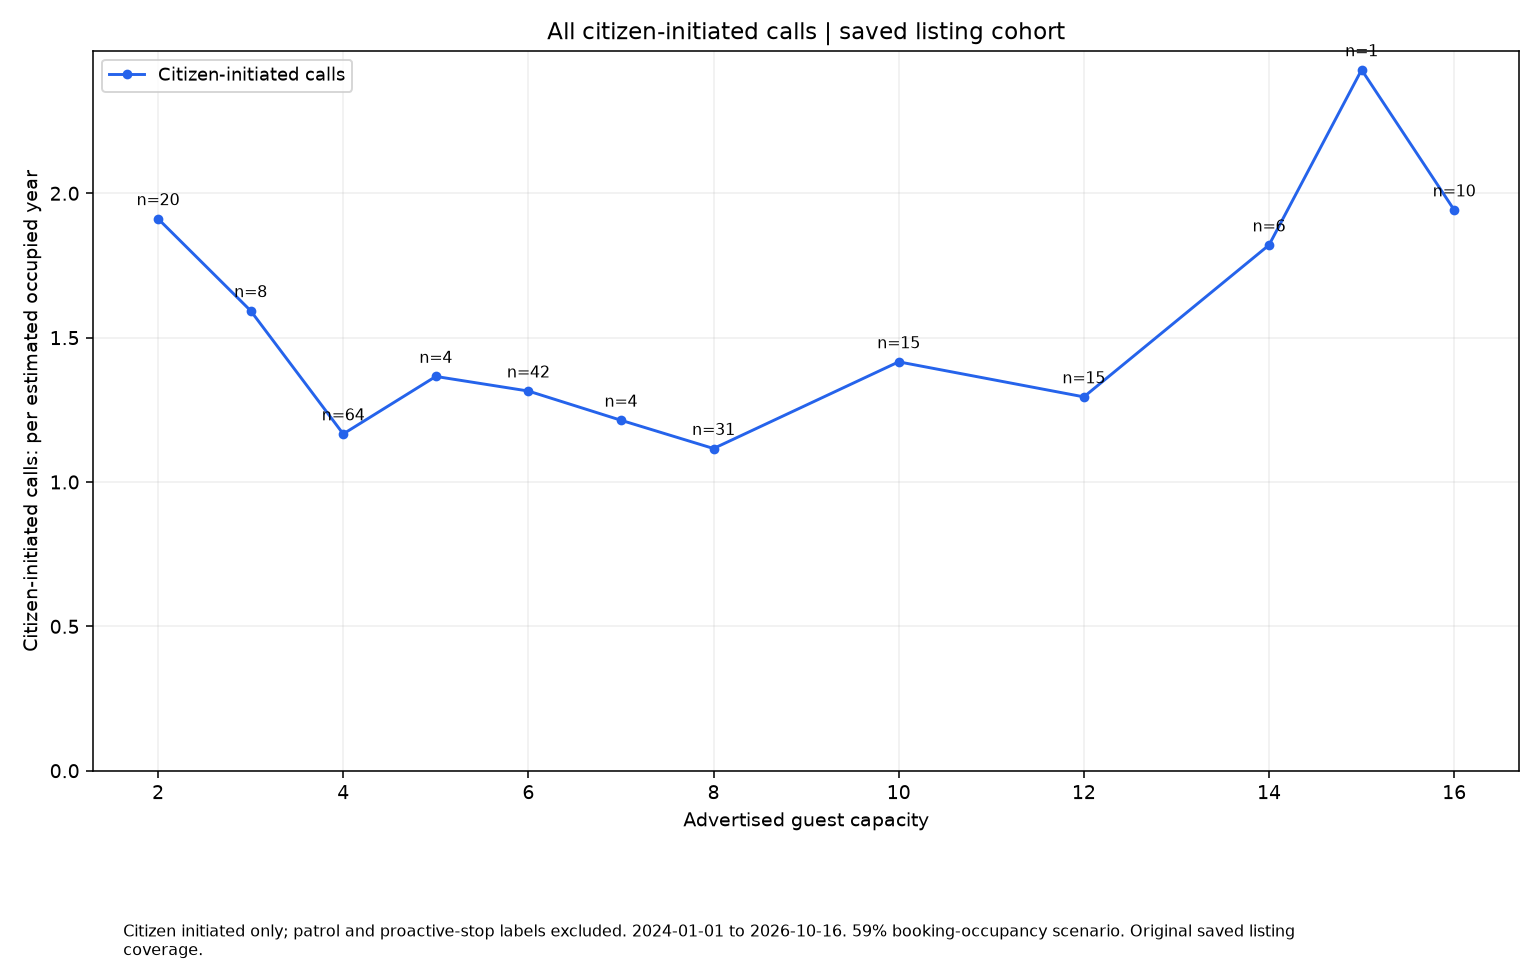 All citizen-initiated calls | saved listing cohort
Citizen-initiated calls
n=1
n=20
n=10
n=6
n=8
n=15
n=4
n=42
n=15
n=4
n=64
n=31
Citizen-initiated calls: per estimated occupied year
2.0
1.5
1.0
0.5
0.0
2 4 6 8 10 12 14 16
Advertised guest capacity
Citizen initiated only; patrol and proactive-stop labels excluded. 2024-01-01 to 2026-10-16. 59% booking-occupancy scenario. Original saved listing
coverage.